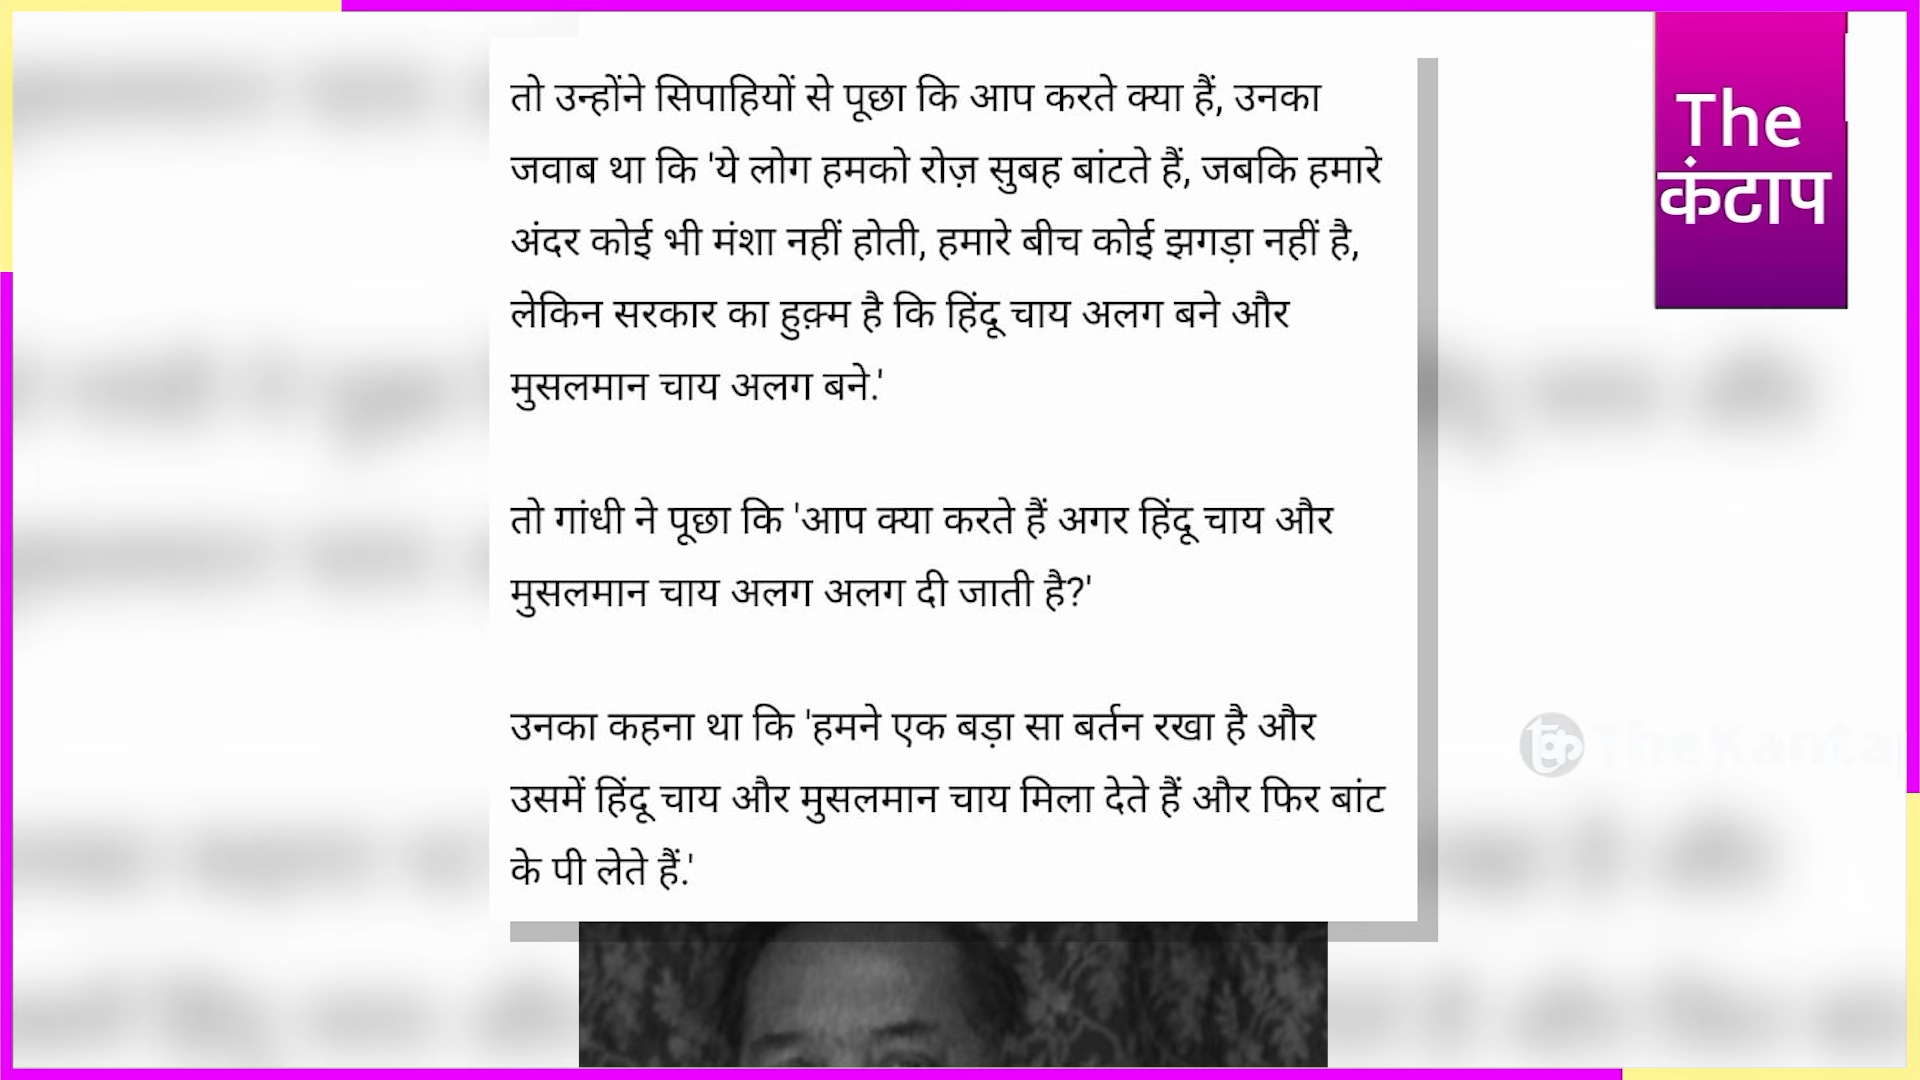 तो उन्होंने सिपाहियों से पूछा कि आप करते क्या हैं, उनका
जवाब था कि 'ये लोग हमको रोज़ सुबह बांटते हैं, जबकि हमारे
अंदर कोई भी मंशा नहीं होती, हमारे बीच कोई झगड़ा नहीं है,
लेकिन सरकार का हुक़्म है कि हिंदू चाय अलग बने और
मुसलमान चाय अलग बने.'
तो गांधी ने पूछा कि 'आप क्या करते हैं अगर हिंदू चाय और
मुसलमान चाय अलग अलग दी जाती है?'
उनका कहना था कि 'हमने एक बड़ा सा बर्तन रखा है और
उसमें हिंदू चाय और मुसलमान चाय मिला देते हैं और फिर बांट
के पी लेते हैं.'
The
कंटाप